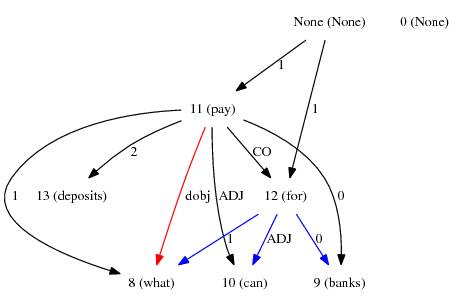 None (None) 0 (None)
1
11 (pay) 1
2 CO
1 13 (deposits) dobj ADJ 12 (for) 0
1 ADJ 0
8 (what) 10 (can) 9 (banks)